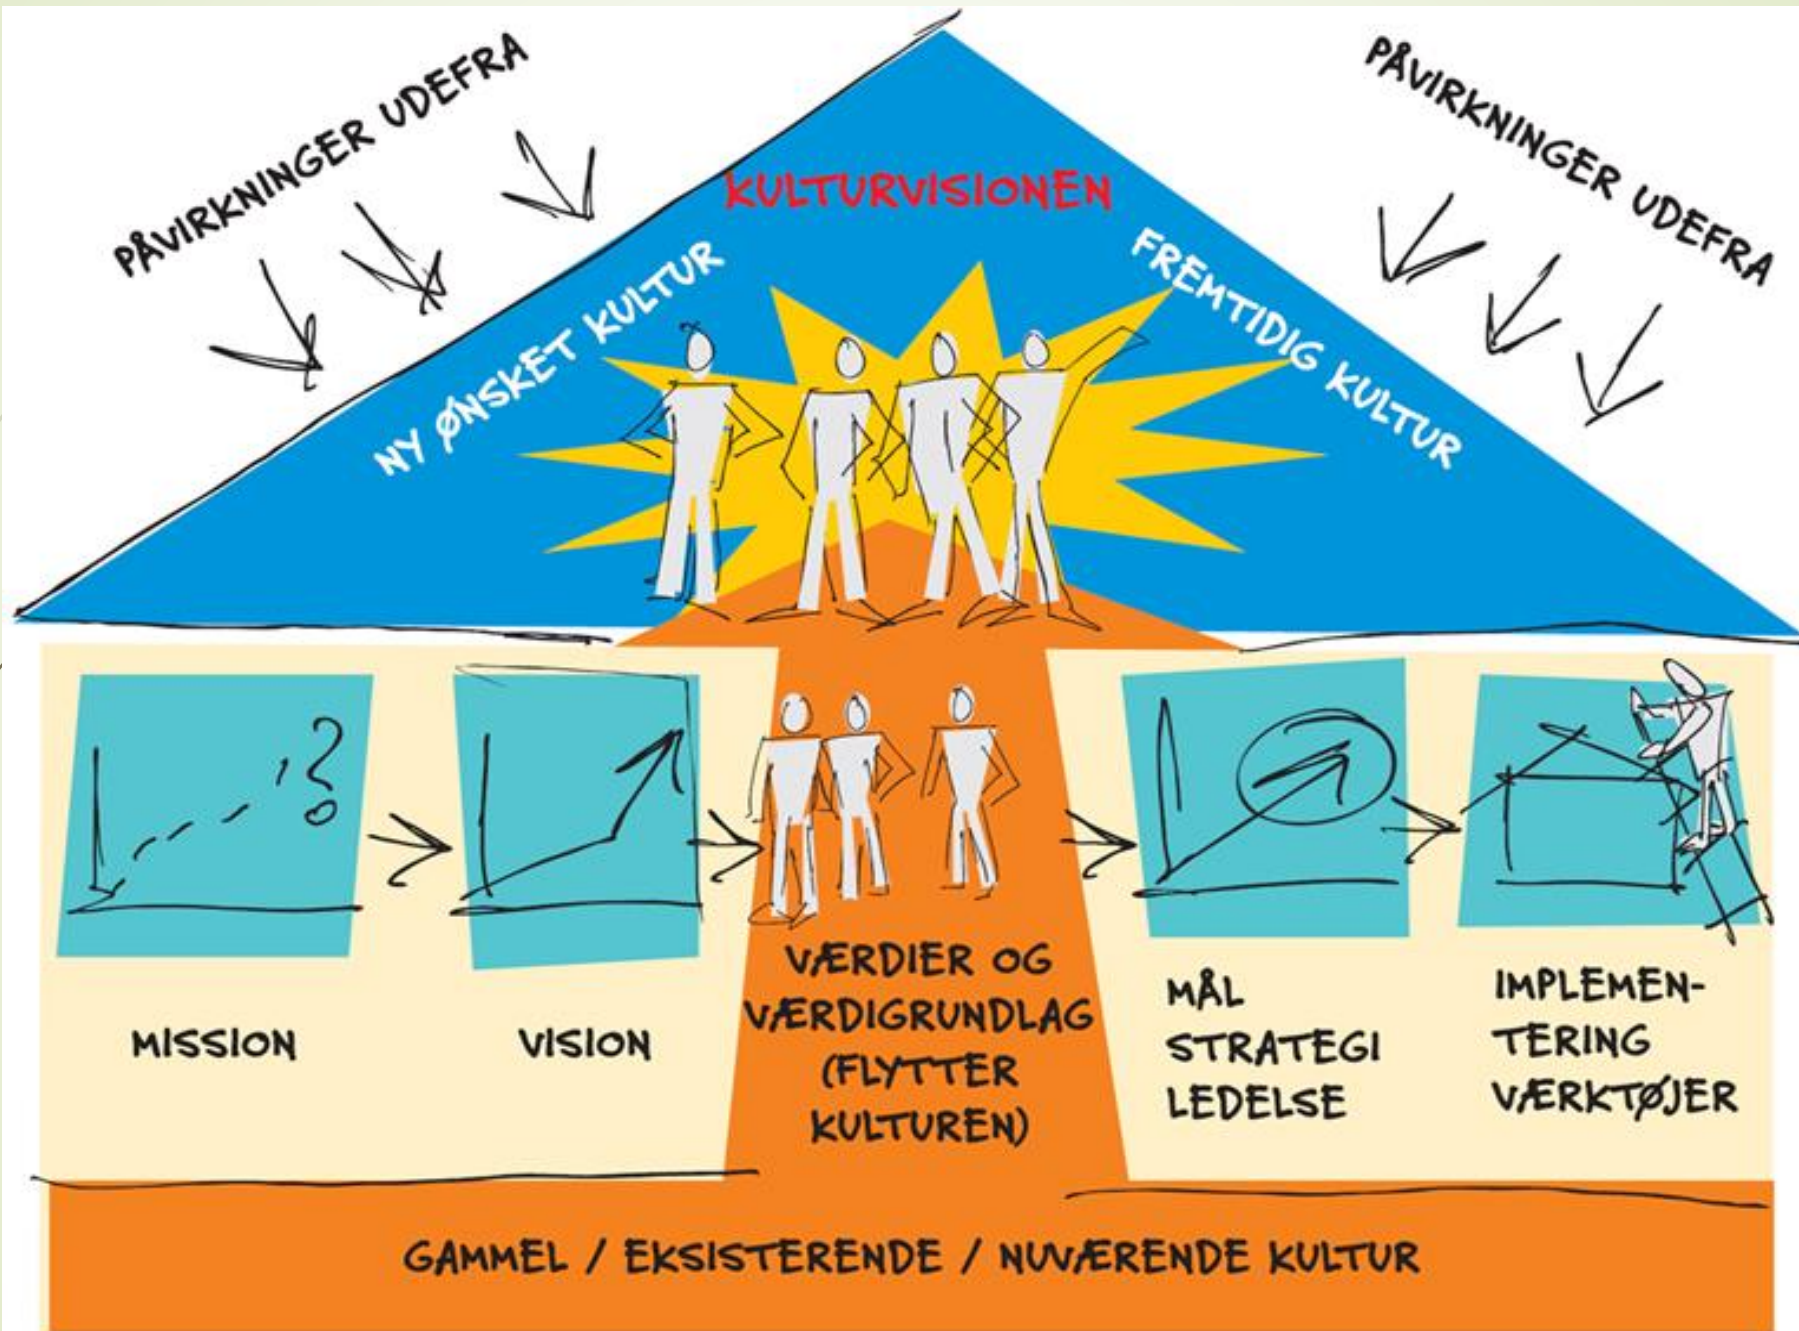 PÅVIRKNINGER UDEFRA
PÅVIRKNINGER UDEFRA
KULTURVISIONEN
NY ØNSKET KULTUR
FREMTIDIG KULTUR
?
MISSION
VISION
VÆRDIER OG
VÆRDIGRUNDLAG
(FLYTTER
KULTUREN)
MÅL
STRATEGI
LEDELSE
IMPLEMEN-
TERING
VÆRKTØJER
GAMMEL / EKSISTERENDE / NUVÆRENDE KULTUR